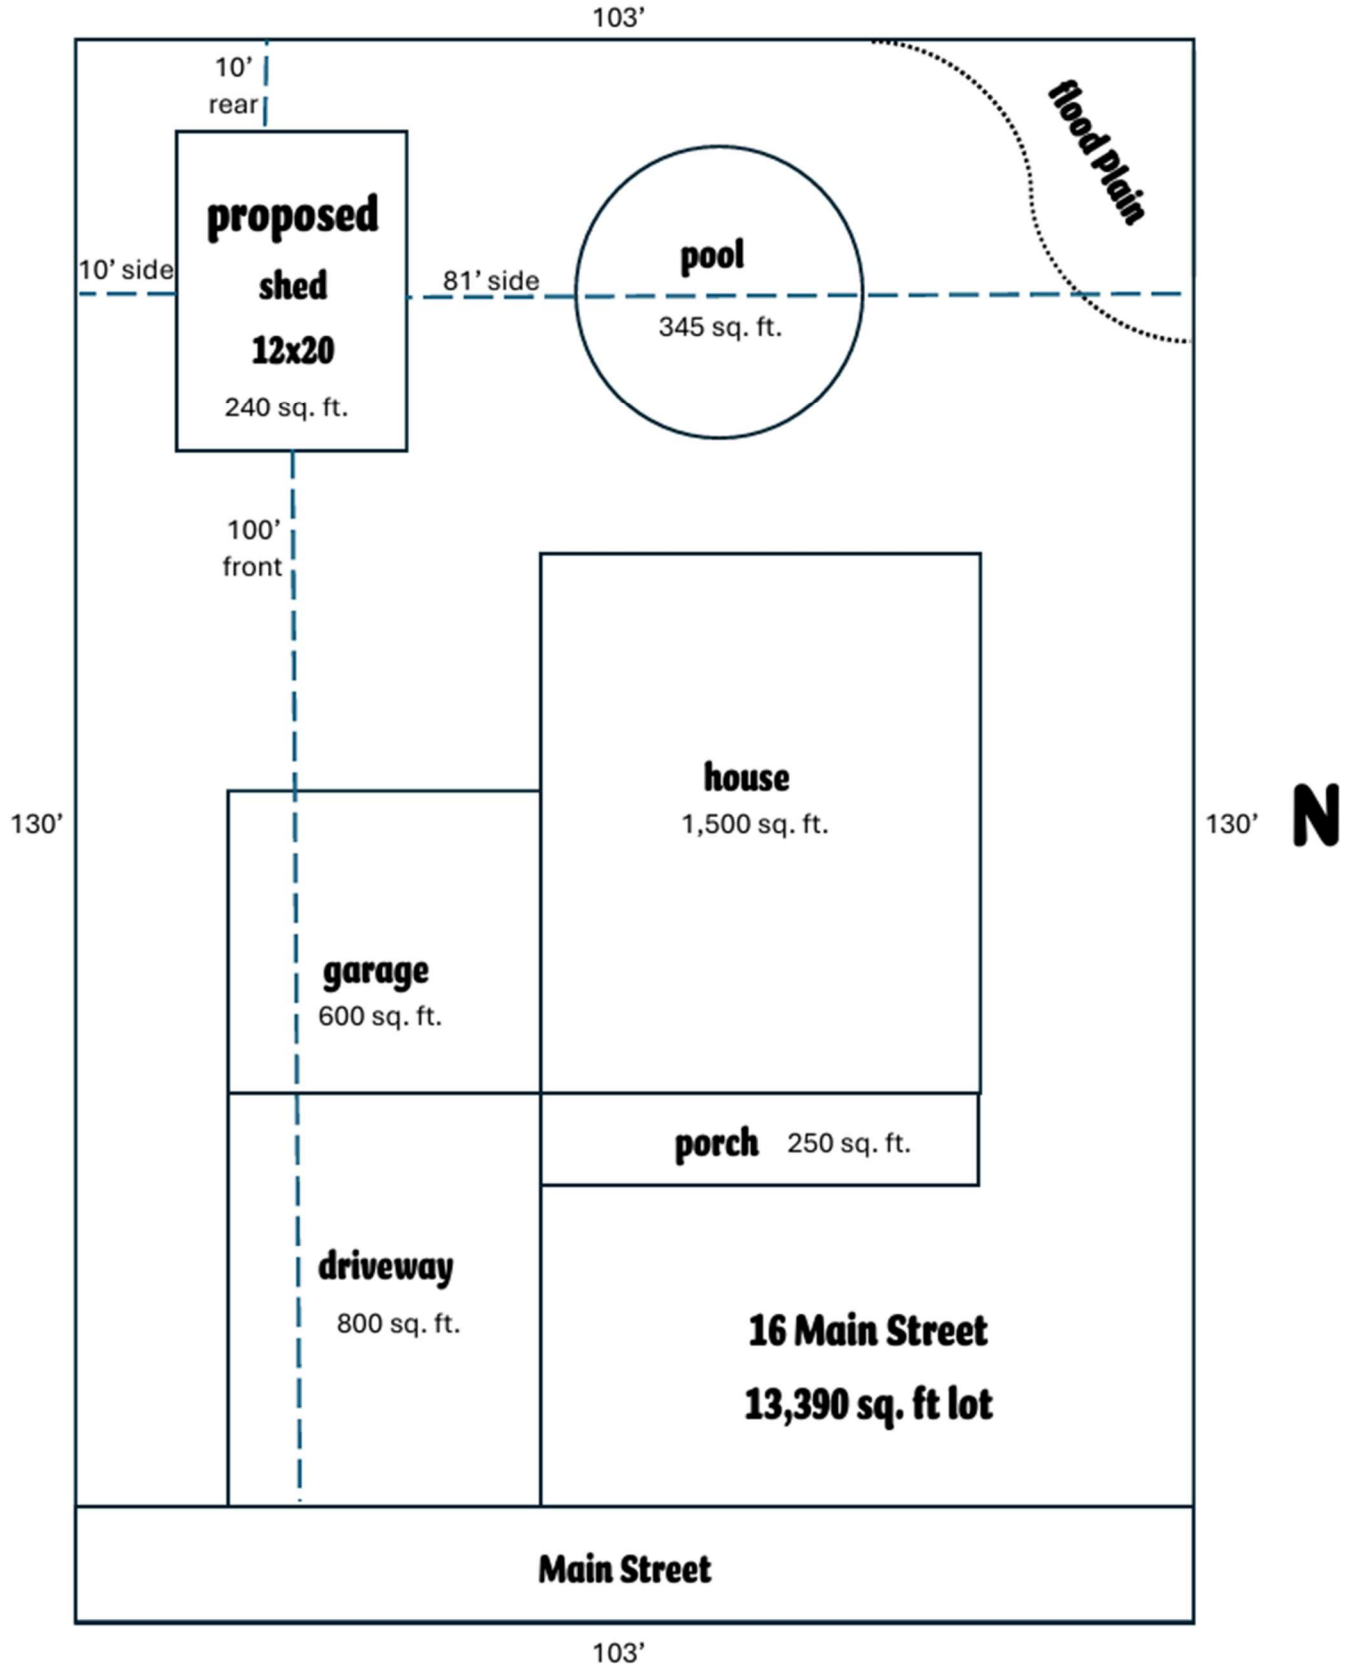 103’
10’
rear
flood Plain
proposed
shed
12x20
240 sq. ft.
10’ side
81’ side
pool
345 sq. ft.
100’
front
house
1,500 sq. ft.
130’
130’
N
garage
600 sq. ft.
porch 250 sq. ft.
driveway
800 sq. ft.
16 Main Street
13,390 sq. ft lot
Main Street
103’